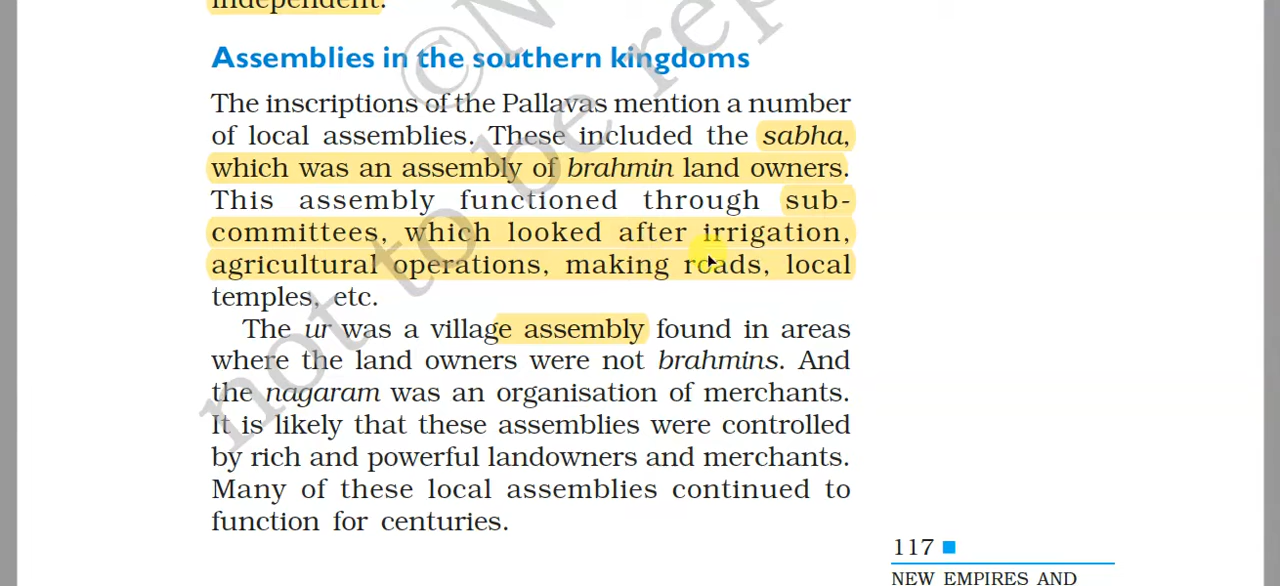 independent.
Assemblies in the southern kingdoms
The inscriptions of the Pallavas mention a number
of local assemblies. These included the sabha,
which was an assembly of brahmin land owners.
This assembly functioned through sub-
committees, which looked after irrigation,
agricultural operations, making roads, local
temples, etc.
The ur was a village assembly found in areas
where the land owners were not brahmins. And
the nagaram was an organisation of merchants.
It is likely that these assemblies were controlled
by rich and powerful landowners and merchants.
Many of these local assemblies continued to
function for centuries.
117
NEW EMPIRES AND
©N
not to be rep